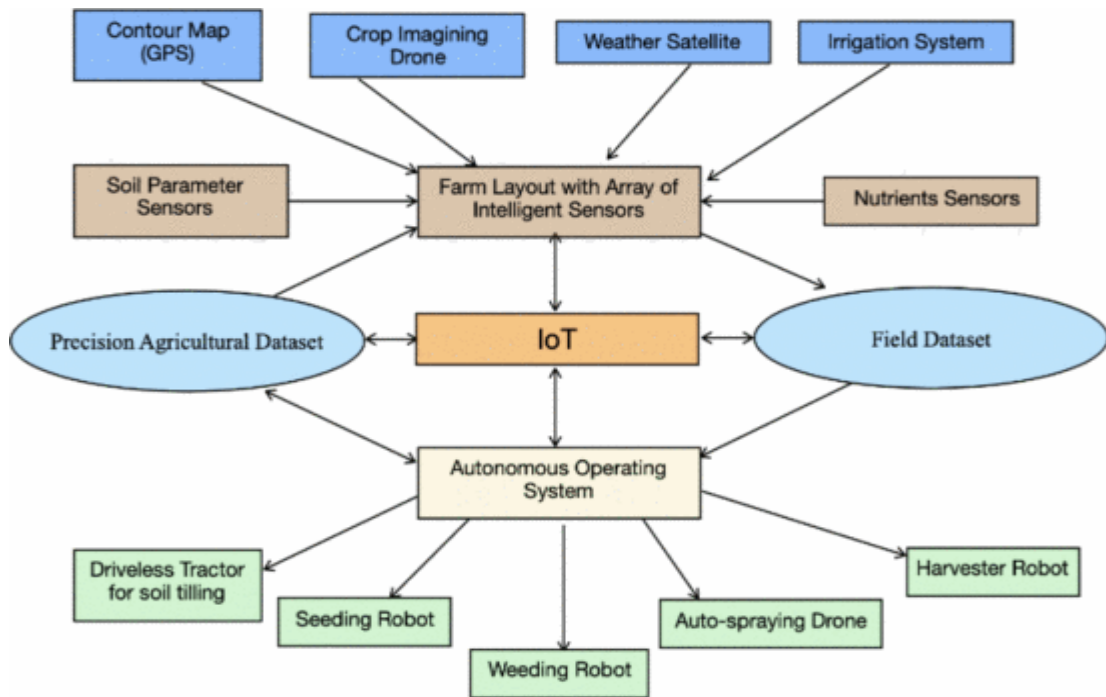 Contour Map
(GPS)
Crop Imagining
Drone
Weather Satellite
Irrigation System
Soil Parameter
Sensors
Farm Layout with Array of
Intelligent Sensors
Nutrients Sensors
Precision Agricultural Dataset
IoT
Field Dataset
Autonomous Operating
System
Driveless Tractor
for soil tilling
Seeding Robot
Weeding Robot
Auto-spraying Drone
Harvester Robot